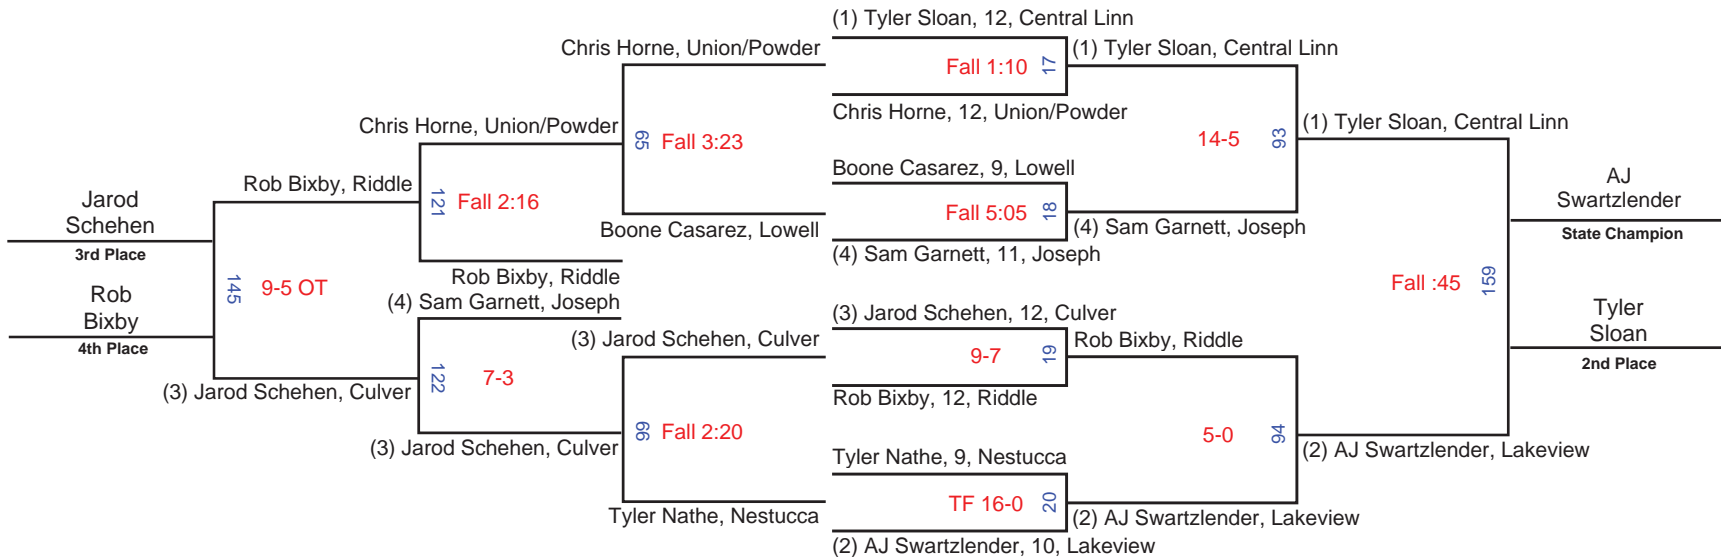 (1) Tyler Sloan, 12, Central Linn
Chris Horne, Union/Powder
(1) Tyler Sloan, Central Linn
Fall 1:10
17
Chris Horne, 12, Union/Powder
Chris Horne, Union/Powder
65
Fall 3:23
14-5
93
(1) Tyler Sloan, Central Linn
Boone Casarez, 9, Lowell
Rob Bixby, Riddle
121
Fall 2:16
Fall 5:05
18
Jarod
Schehen
3rd Place
AJ
Swartzlender
State Champion
Boone Casarez, Lowell
(4) Sam Garnett, Joseph
(4) Sam Garnett, 11, Joseph
Rob Bixby, Riddle
145
9-5 OT
Fall :45
159
(4) Sam Garnett, Joseph
Rob
Bixby
4th Place
(3) Jarod Schehen, 12, Culver
(3) Jarod Schehen, Culver
9-7
19
Rob Bixby, Riddle
Tyler
Sloan
2nd Place
(3) Jarod Schehen, Culver
122
7-3
Rob Bixby, 12, Riddle
(3) Jarod Schehen, Culver
66
Fall 2:20
5-0
94
(2) AJ Swartzlender, Lakeview
Tyler Nathe, 9, Nestucca
TF 16-0
20
Tyler Nathe, Nestucca
(2) AJ Swartzlender, Lakeview
(2) AJ Swartzlender, 10, Lakeview